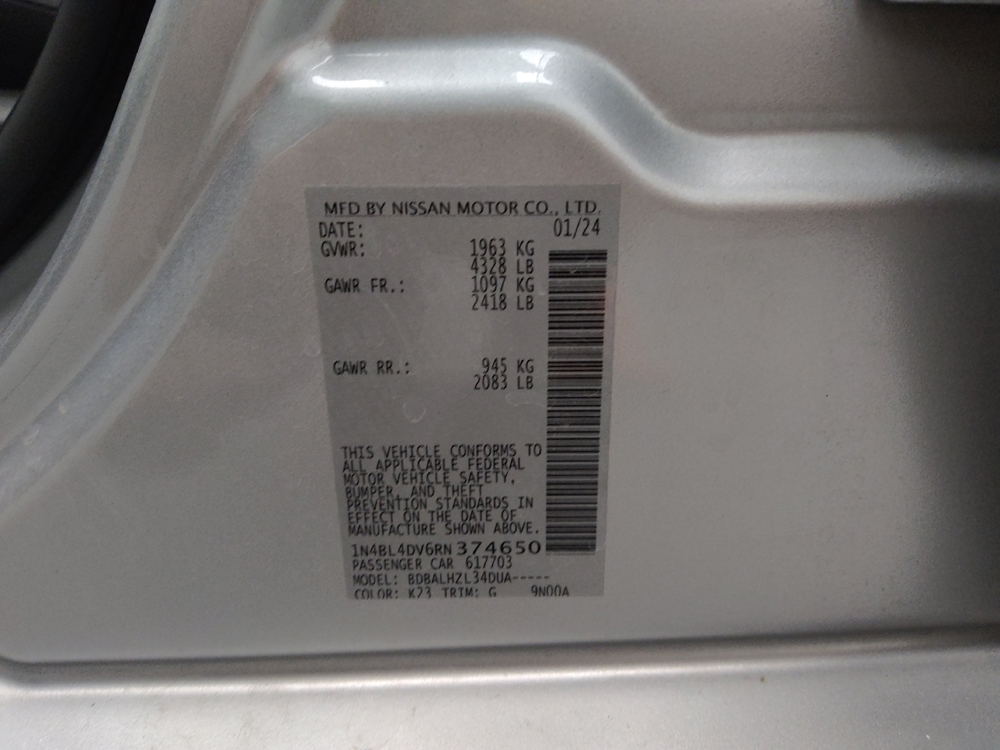 MFD BY NISSAN MOTOR CO., LTD.
DATE: 01/24
GVWR: 1963 KG
4328 LB
GAWR FR.: 1097 KG
2418 LB
GAWR RR.: 945 KG
2083 LB
THIS VEHICLE CONFORMS TO
ALL APPLICABLE FEDERAL
MOTOR VEHICLE SAFETY,
BUMPER, AND THEFT
PREVENTION STANDARDS IN
EFFECT ON THE DATE OF
MANUFACTURE SHOWN ABOVE.
1N4BL4DV6RN374650
PASSENGER CAR 617703
MODEL: BDBALHZL34DUA-----
COLOR: K23 TRIM: G 9N00A